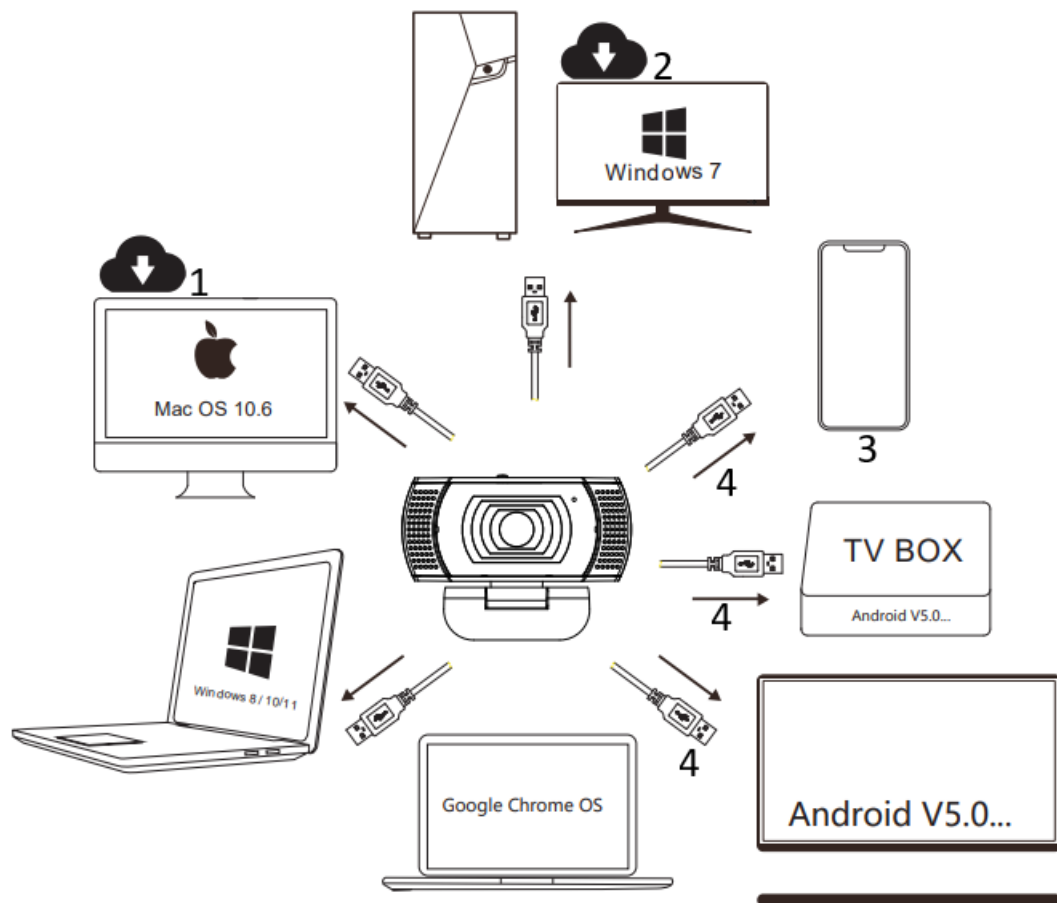 2
Windows 7
1
Mac OS 10.6
3
4
TV BOX
4
Android V5.0...
Windows 8 / 10/11
4
Google Chrome OS
Android V5.0...